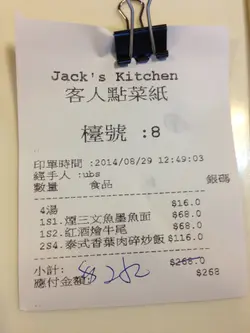 Jack's Kitchen
客人點菜紙
檯號 :8
印單時間 :2014/08/29 12:49:03
經手人 :ubs
數量 食品 銀碼
4湯 $16.0
1S1.煙三文魚墨魚面 $68.0
1S2.紅酒燴牛尾 $68.0
2S4.泰式香葉肉碎炒飯 $116.0
小計: $268.0
應付金額: $268